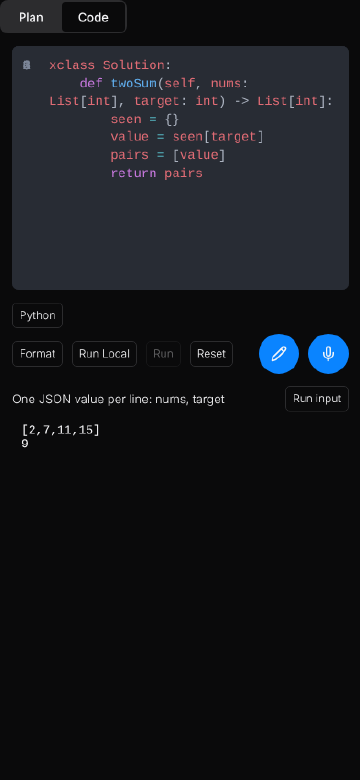 Plan Code
xclass Solution:
    def twoSum(self, nums:
List[int], target: int) -> List[int]:
        seen = {}
        value = seen[target]
        pairs = [value]
        return pairs
Python
Format Run Local Run Reset
One JSON value per line: nums, target Run input
[2,7,11,15]
9